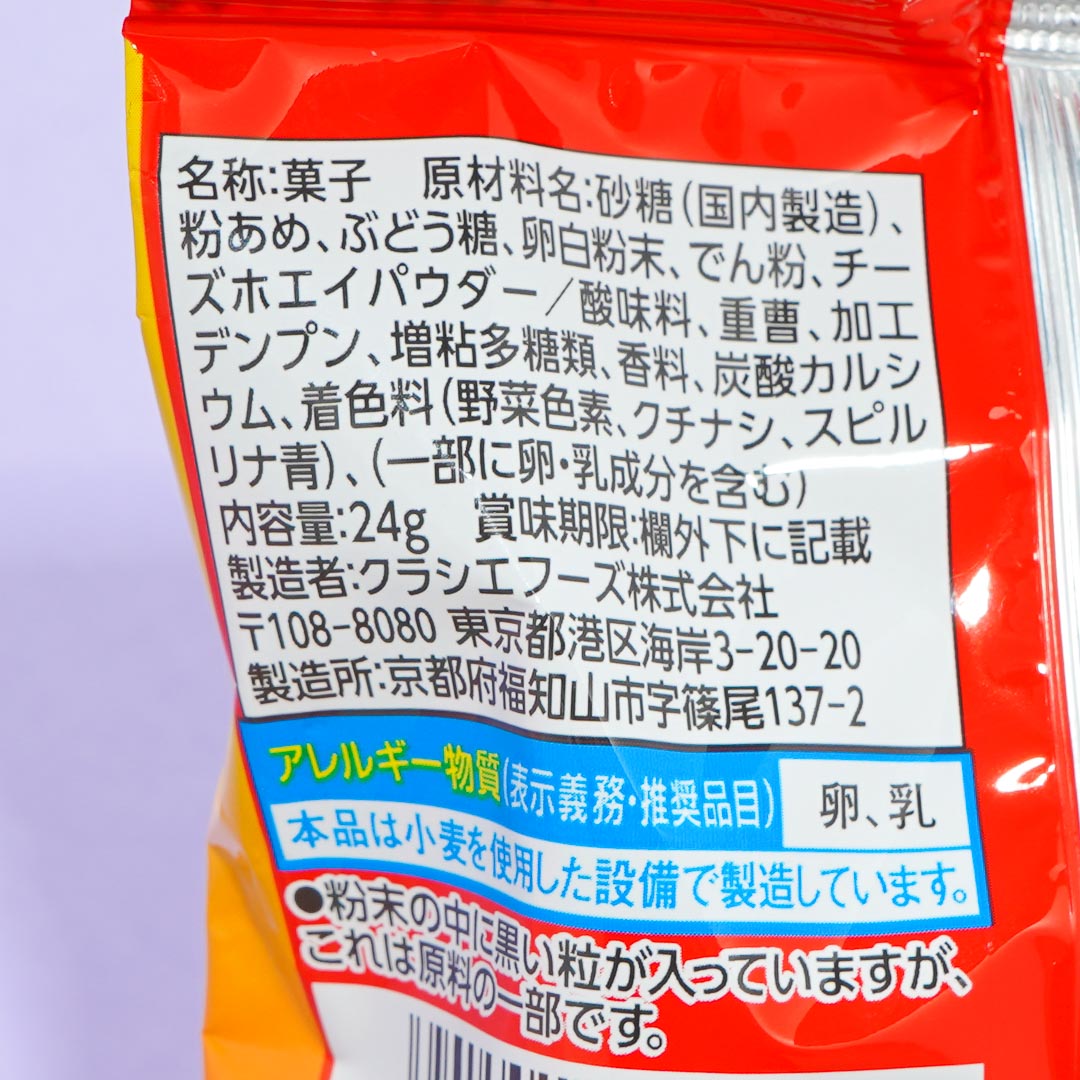 名称:菓子　原材料名:砂糖(国内製造)、
粉あめ、ぶどう糖、卵白粉末、でん粉、チー
ズホエイパウダー/酸味料、重曹、加工
デンプン、増粘多糖類、香料、炭酸カルシ
ウム、着色料(野菜色素、クチナシ、スピル
リナ青)、(一部に卵・乳成分を含む)
内容量:24g　賞味期限:欄外下に記載
製造者:クラシエフーズ株式会社
〒108-8080 東京都港区海岸3-20-20
製造所:京都府福知山市字篠尾137-2
アレルギー物質(表示義務・推奨品目) 卵、乳
本品は小麦を使用した設備で製造しています。
●粉末の中に黒い粒が入っていますが、
これは原料の一部です。